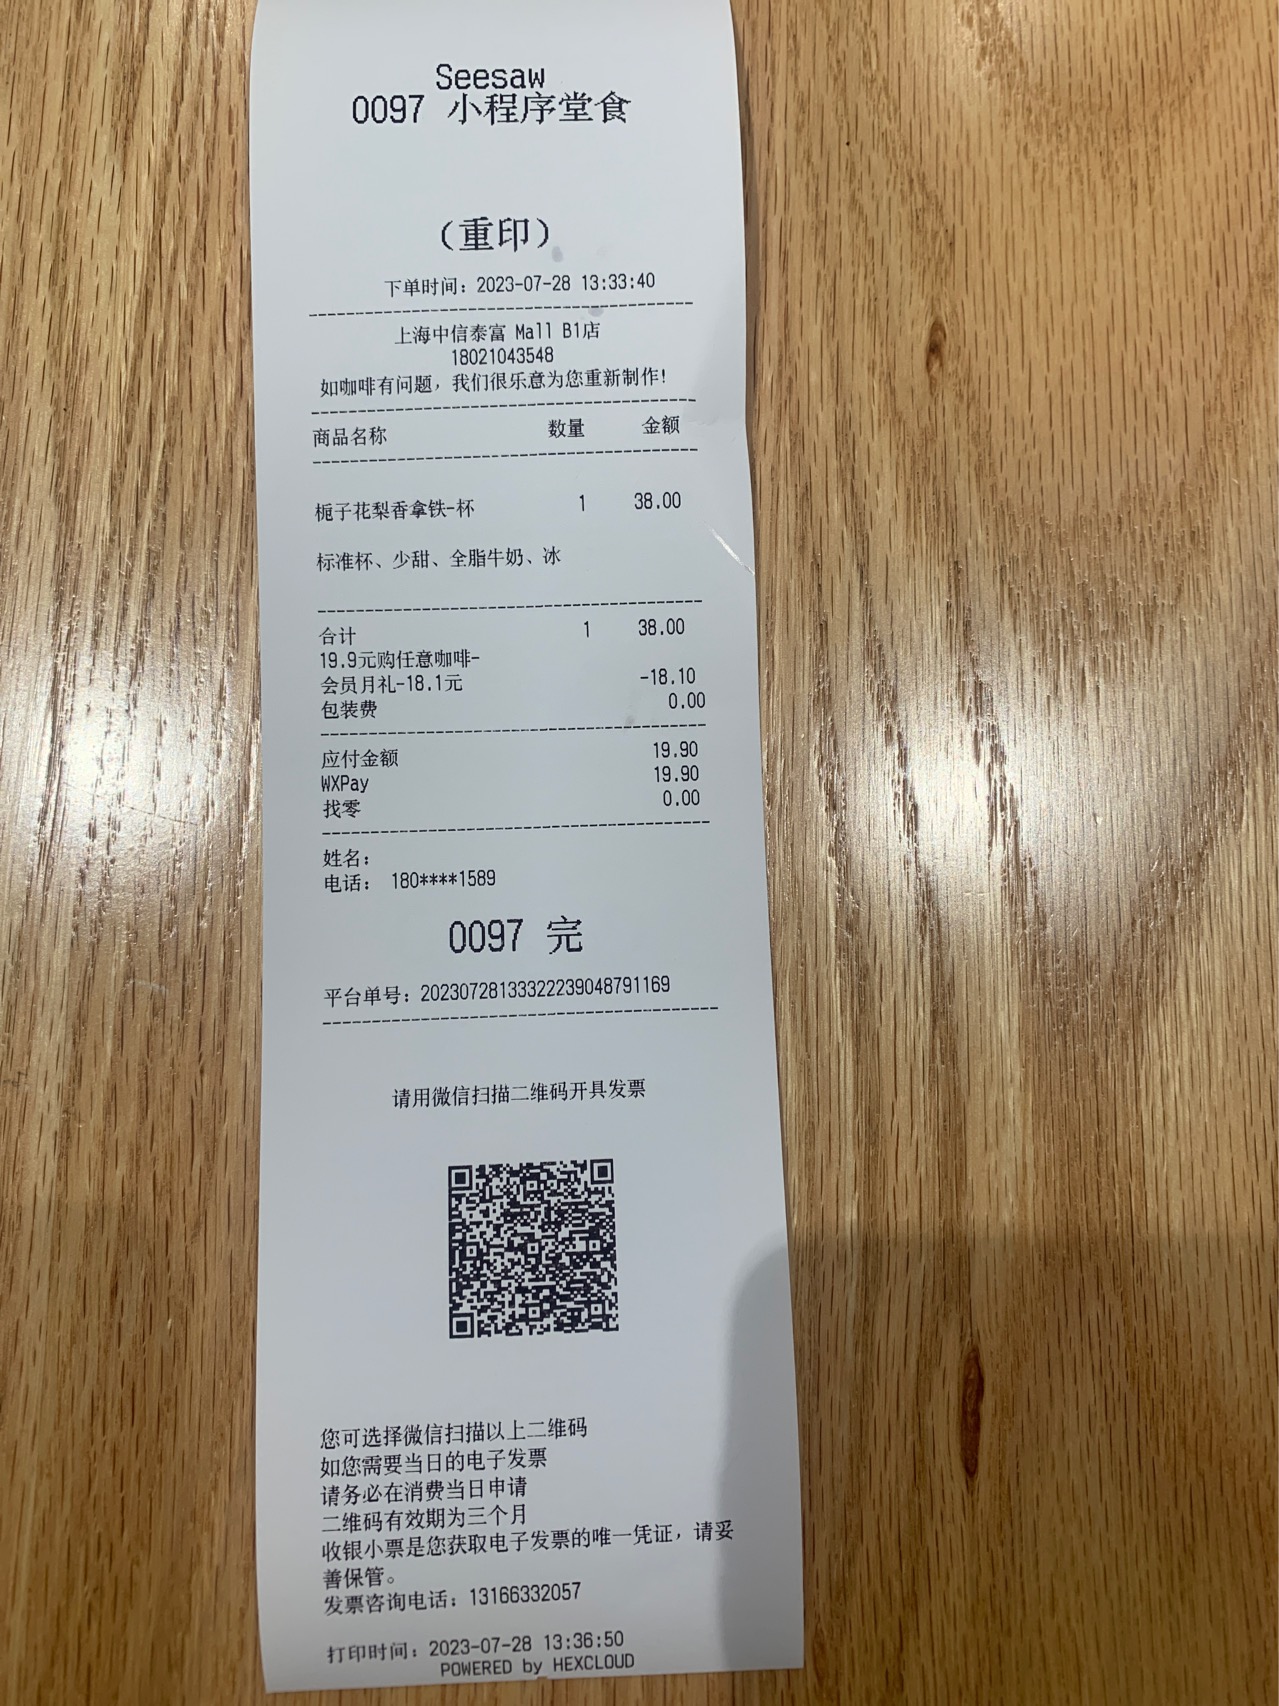 Seesaw
0097 小程序堂食
（重印）
下单时间：2023-07-28 13:33:40
上海中信泰富 Mall B1店
18021043548
如咖啡有问题，我们很乐意为您重新制作！
商品名称 数量 金额
栀子花梨香拿铁-杯 1 38.00
标准杯、少甜、全脂牛奶、冰
合计 1 38.00
19.9元购任意咖啡-
会员月礼-18.1元 -18.10
包装费 0.00
应付金额 19.90
WXPay 19.90
找零 0.00
姓名：
电话： 180****1589
0097 完
平台单号：20230728133322239048791169
请用微信扫描二维码开具发票
您可选择微信扫描以上二维码
如您需要当日的电子发票
请务必在消费当日申请
二维码有效期为三个月
收银小票是您获取电子发票的唯一凭证，请妥
善保管。
发票咨询电话：13166332057
打印时间：2023-07-28 13:36:50
POWERED by HEXCLOUD